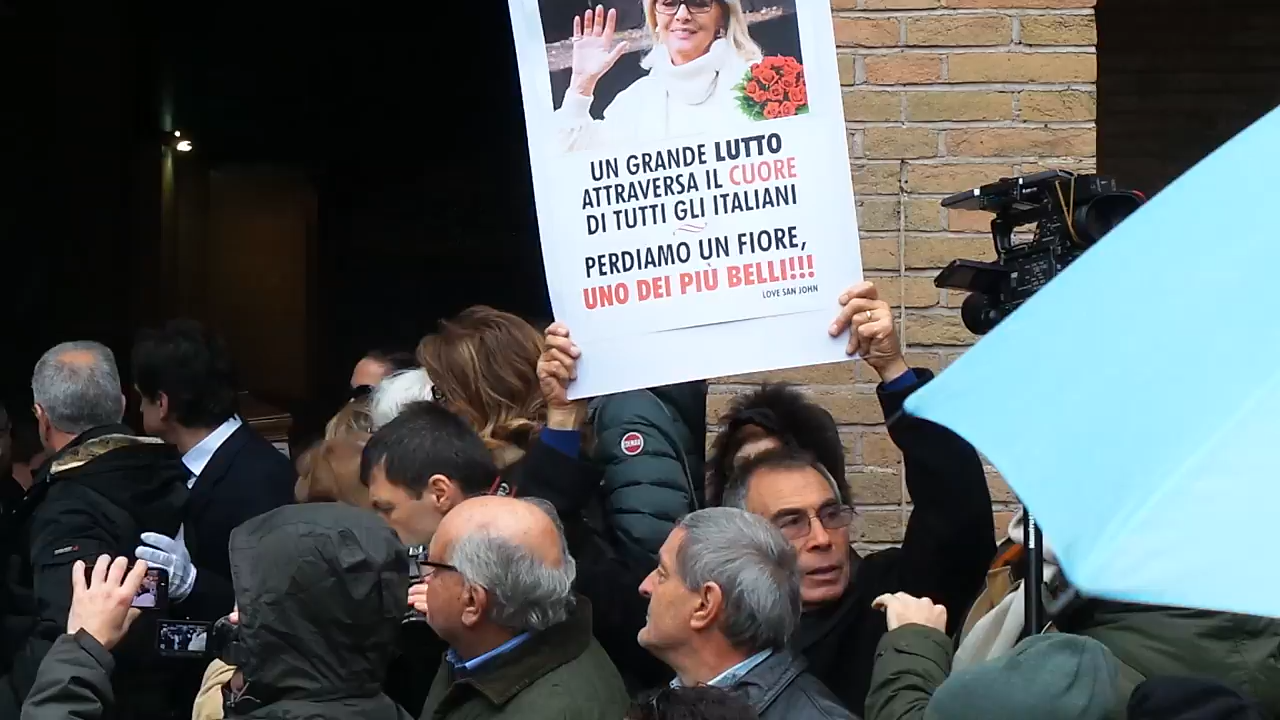 UN GRANDE LUTTO
ATTRAVERSA IL CUORE
DI TUTTI GLI ITALIANI
PERDIAMO UN FIORE,
UNO DEI PIÙ BELLI!!!
LOVE SAN JOHN